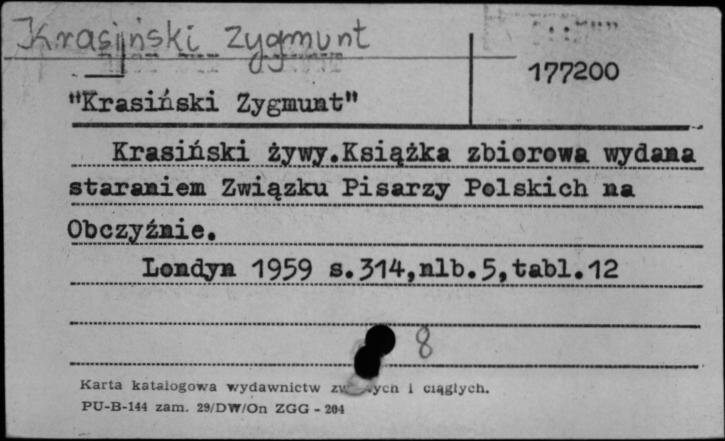 Krasiński Zygmunt
177200
"Krasiński Zygmunt"
Krasiński żywy.Książka zbiorowa wydana
staraniem Związku Pisarzy Polskich na
Obczyźnie.
Londyn 1959 s.314,nlb.5,tabl.12
8
Karta katalogowa wydawnictw i ciągłych.
PU-B-144 zam. 29/DW/On ZGG - 204